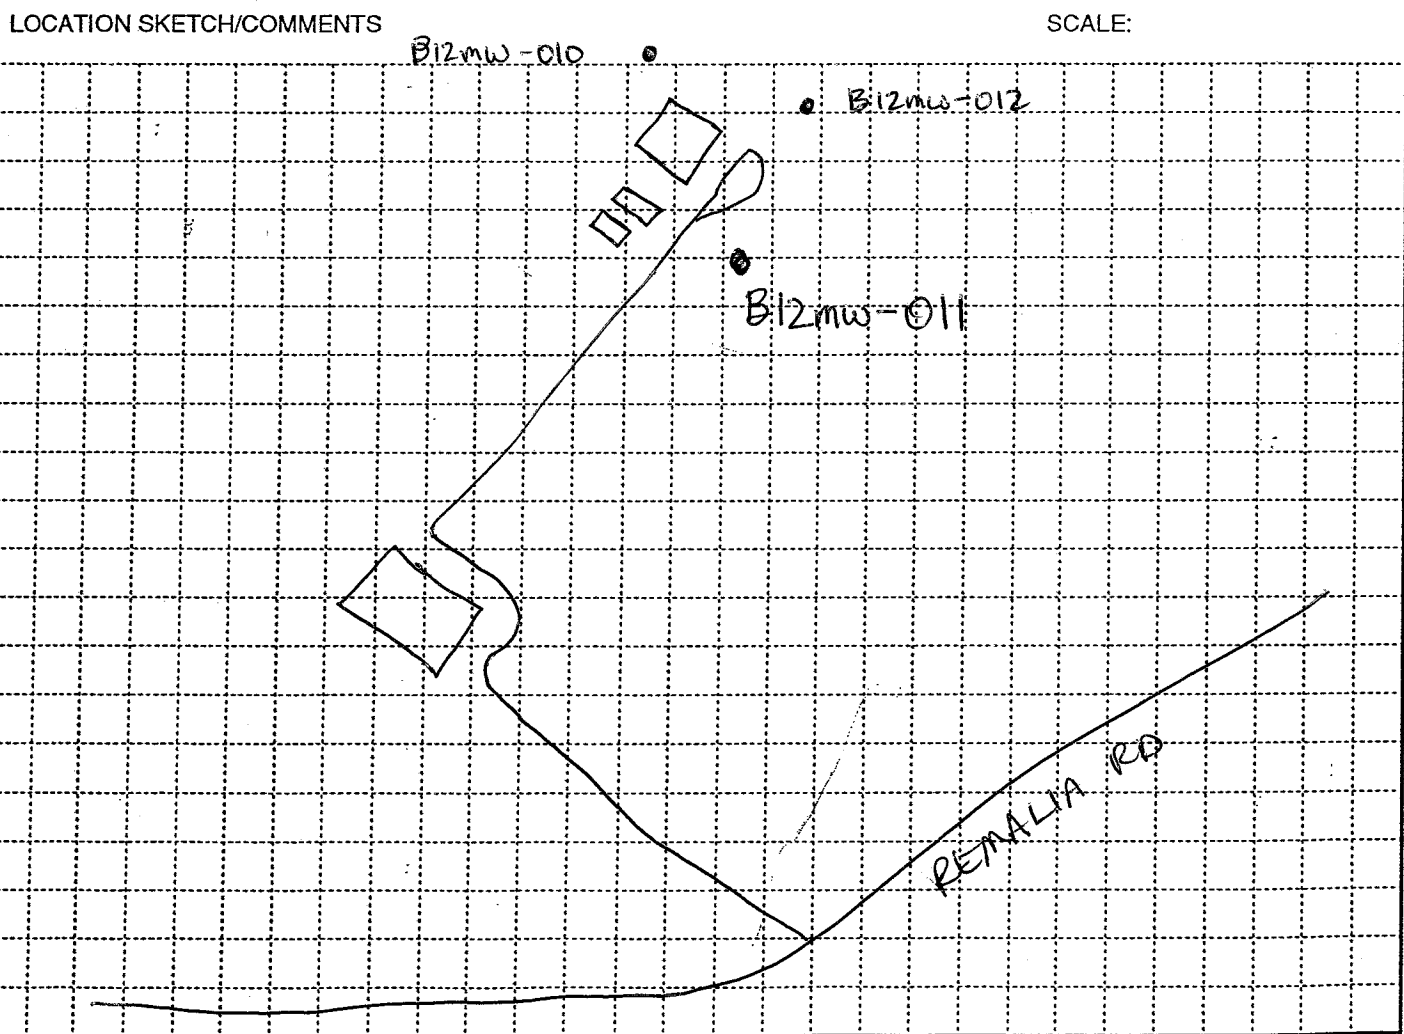 LOCATION SKETCH/COMMENTS
SCALE:
B12mw-010
B12mw-012
B12mw-011
REMALIA RD